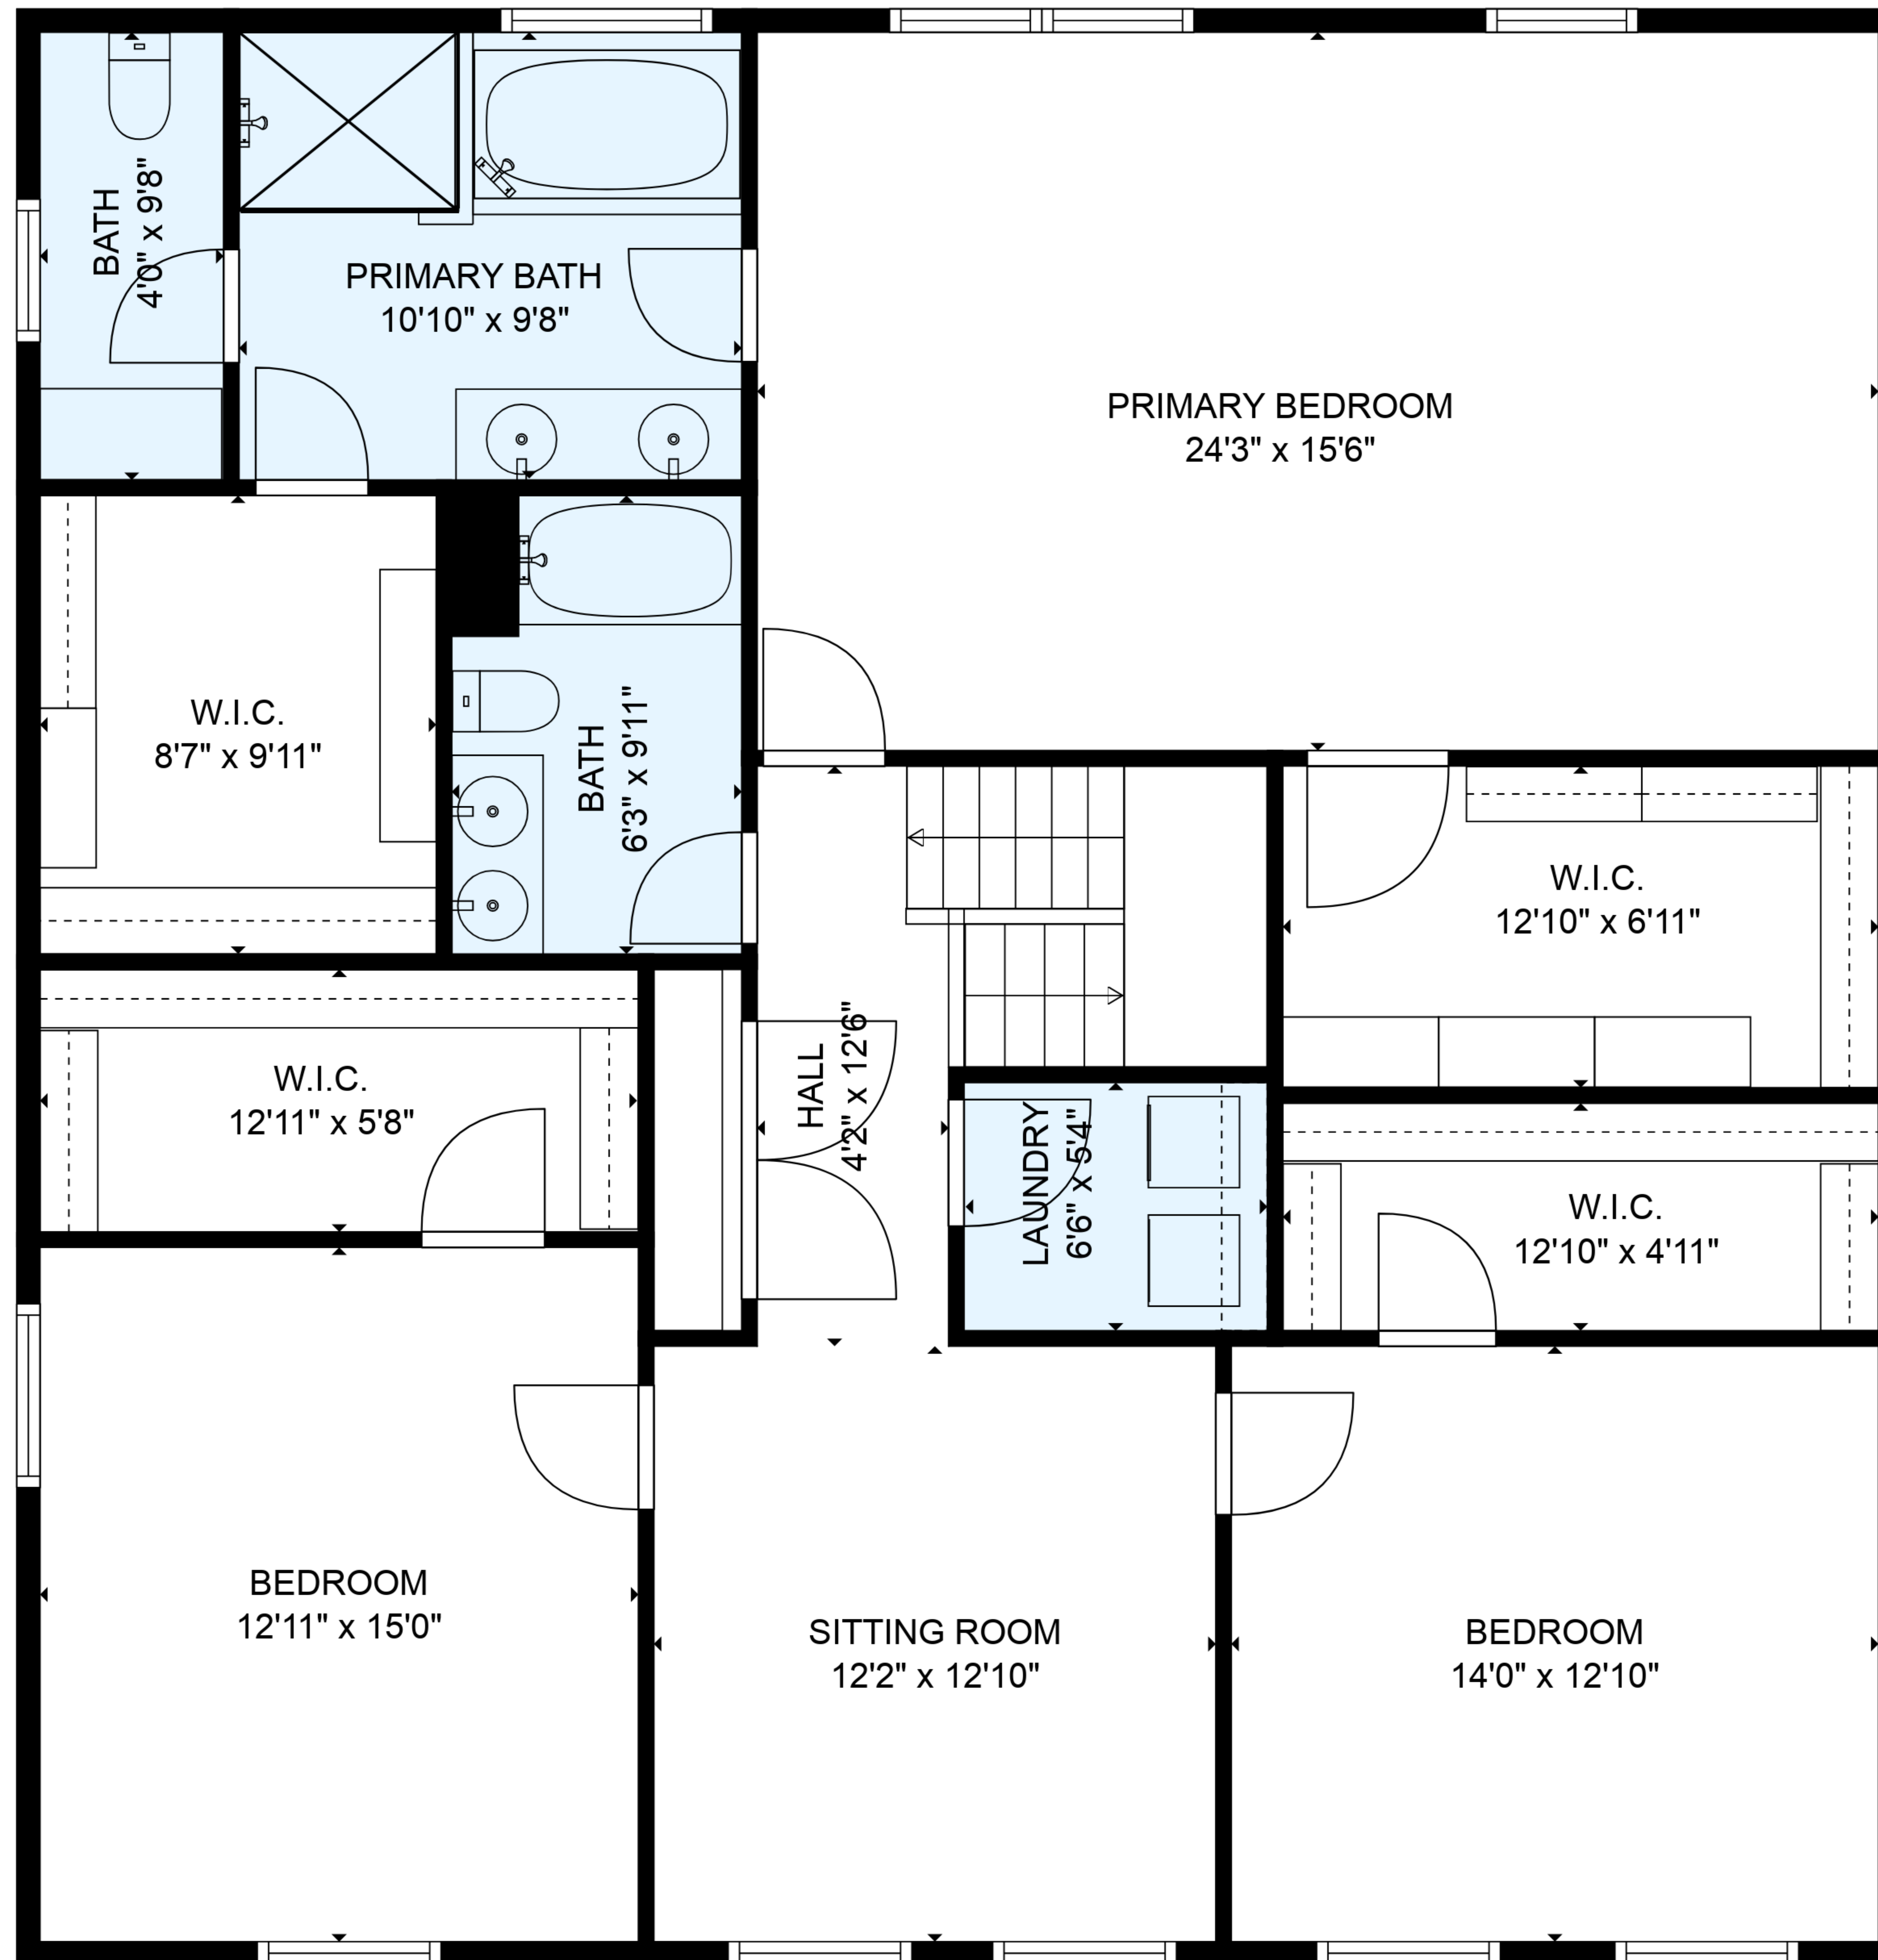 BATH
4'0" x 9'8"
PRIMARY BATH
10'10" x 9'8"
PRIMARY BEDROOM
24'3" x 15'6"
W.I.C.
8'7" x 9'11"
BATH
6'3" x 9'11"
W.I.C.
12'10" x 6'11"
W.I.C.
12'11" x 5'8"
HALL
4'2" x 12'6"
LAUNDRY
6'6" x 5'4"
W.I.C.
12'10" x 4'11"
BEDROOM
12'11" x 15'0"
SITTING ROOM
12'2" x 12'10"
BEDROOM
14'0" x 12'10"